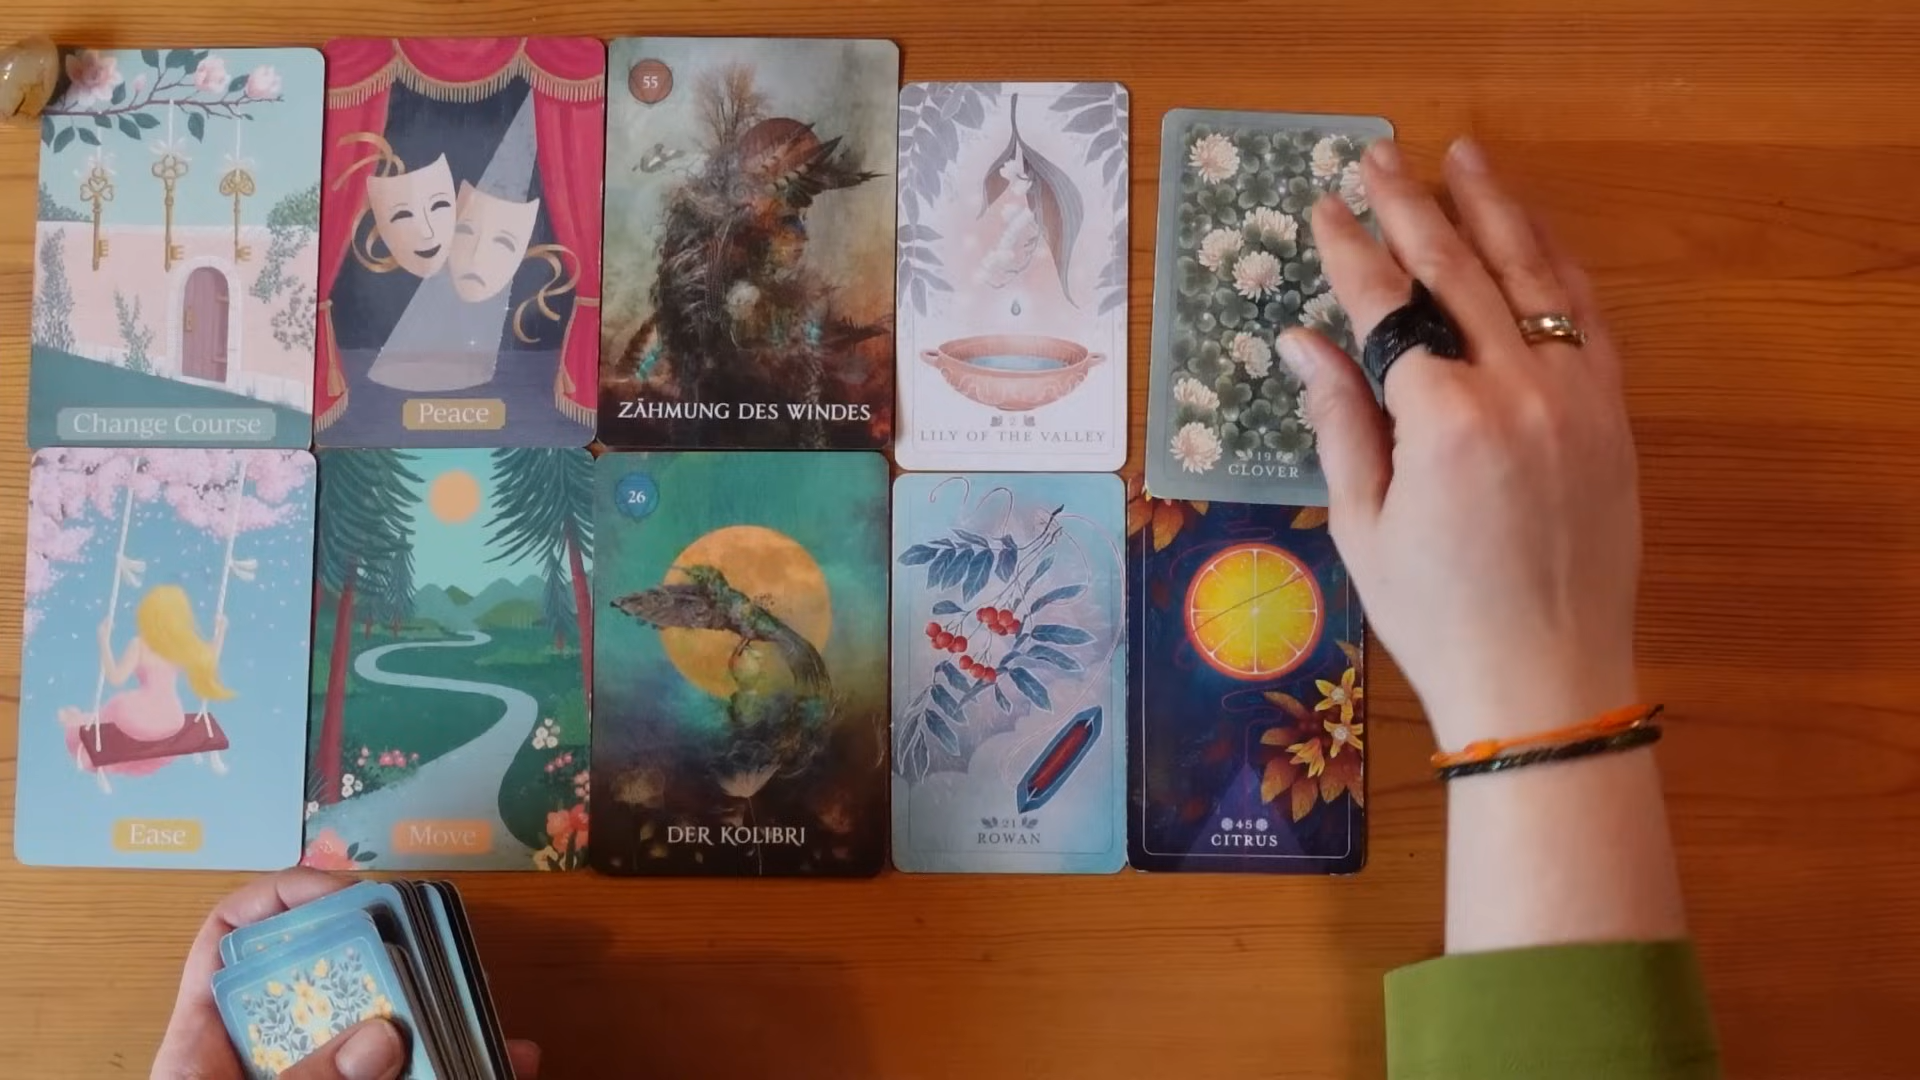 Change Course
Peace
55
ZÄHMUNG DES WINDES
2
LILY OF THE VALLEY
19
CLOVER
Ease
Move
26
DER KOLIBRI
21
ROWAN
45
CITRUS